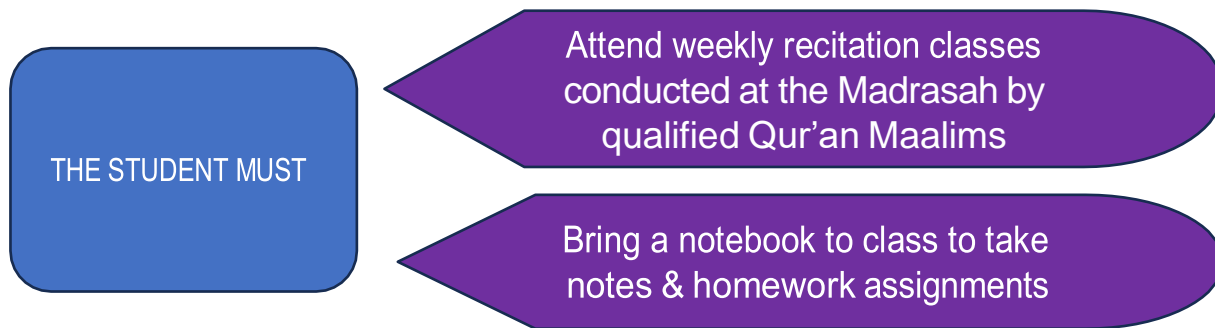 THE STUDENT MUST
Attend weekly recitation classes
conducted at the Madrasah by
qualified Qur’an Maalims
Bring a notebook to class to take
notes & homework assignments